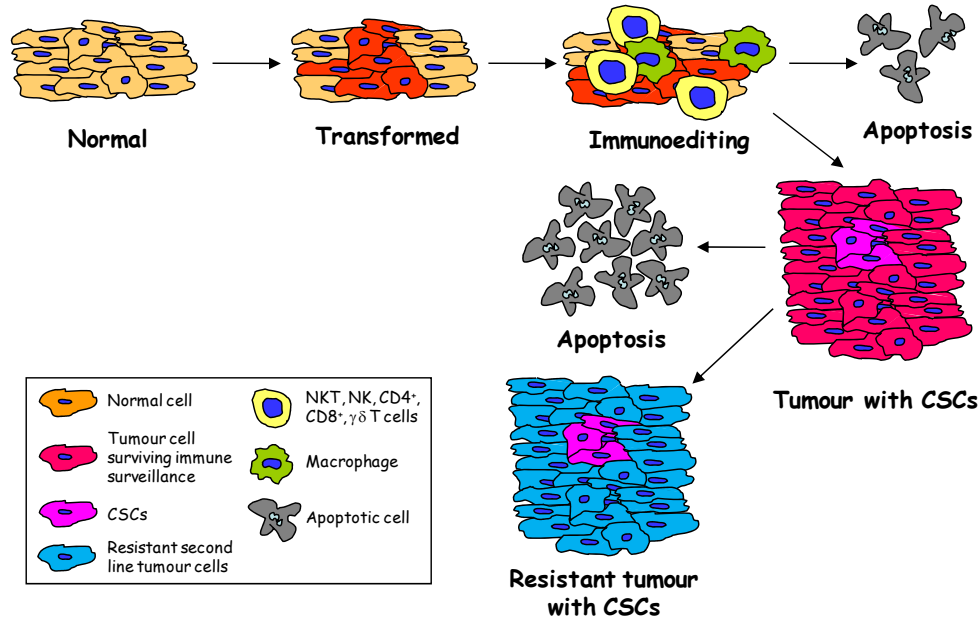 Normal
Transformed
Immunoediting
Apoptosis
Apoptosis
Tumour with CSCs
Normal cell
Tumour cell
surviving immune
surveillance
CSCs
Resistant second
line tumour cells
NKT, NK, CD4⁺,
CD8⁺, γδ T cells
Macrophage
Apoptotic cell
Resistant tumour
with CSCs